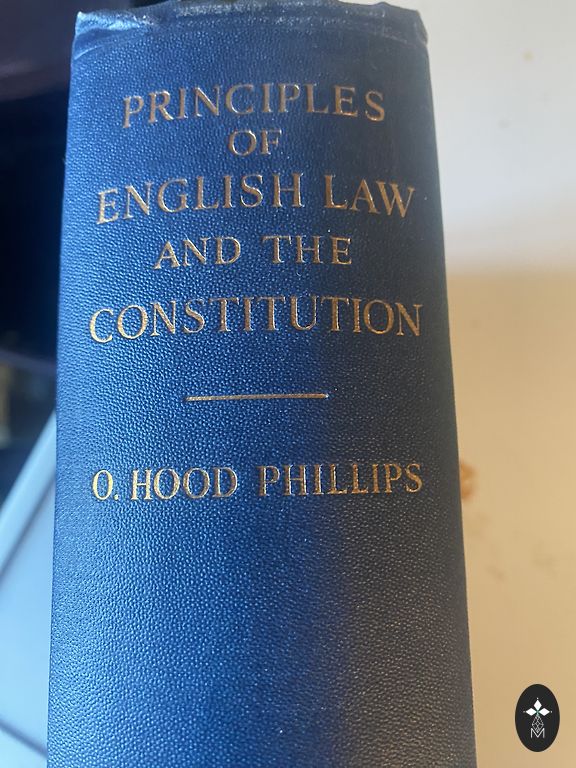 PRINCIPLES
OF
ENGLISH LAW
AND THE
CONSTITUTION
O. HOOD PHILLIPS
M